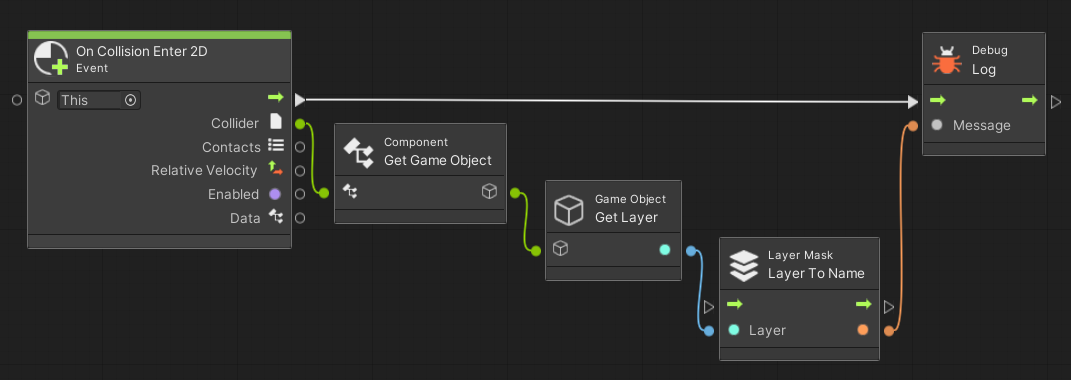 On Collision Enter 2D
Event
This
Collider
Contacts
Relative Velocity
Enabled
Data
Component
Get Game Object
Game Object
Get Layer
Layer Mask
Layer To Name
Layer
Debug
Log
Message